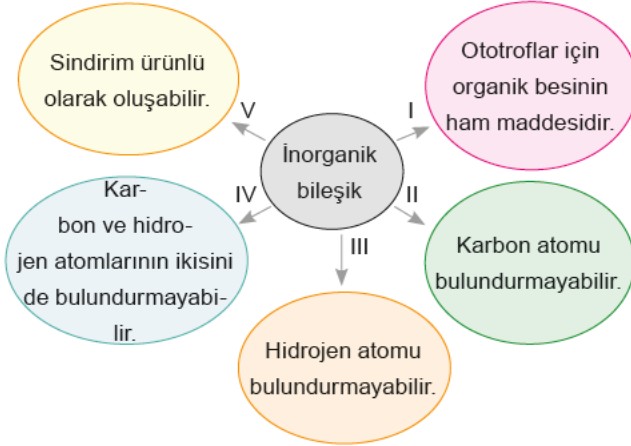 Sindirim ürünlü
olarak oluşabilir.
V
I
Ototroflar için
organik besinin
ham maddesidir.
İnorganik
bileşik
Kar-
bon ve hidro-
jen atomlarının ikisini
de bulundurmayabi-
lir.
IV
II
III
Karbon atomu
bulundurmayabilir.
Hidrojen atomu
bulundurmayabilir.